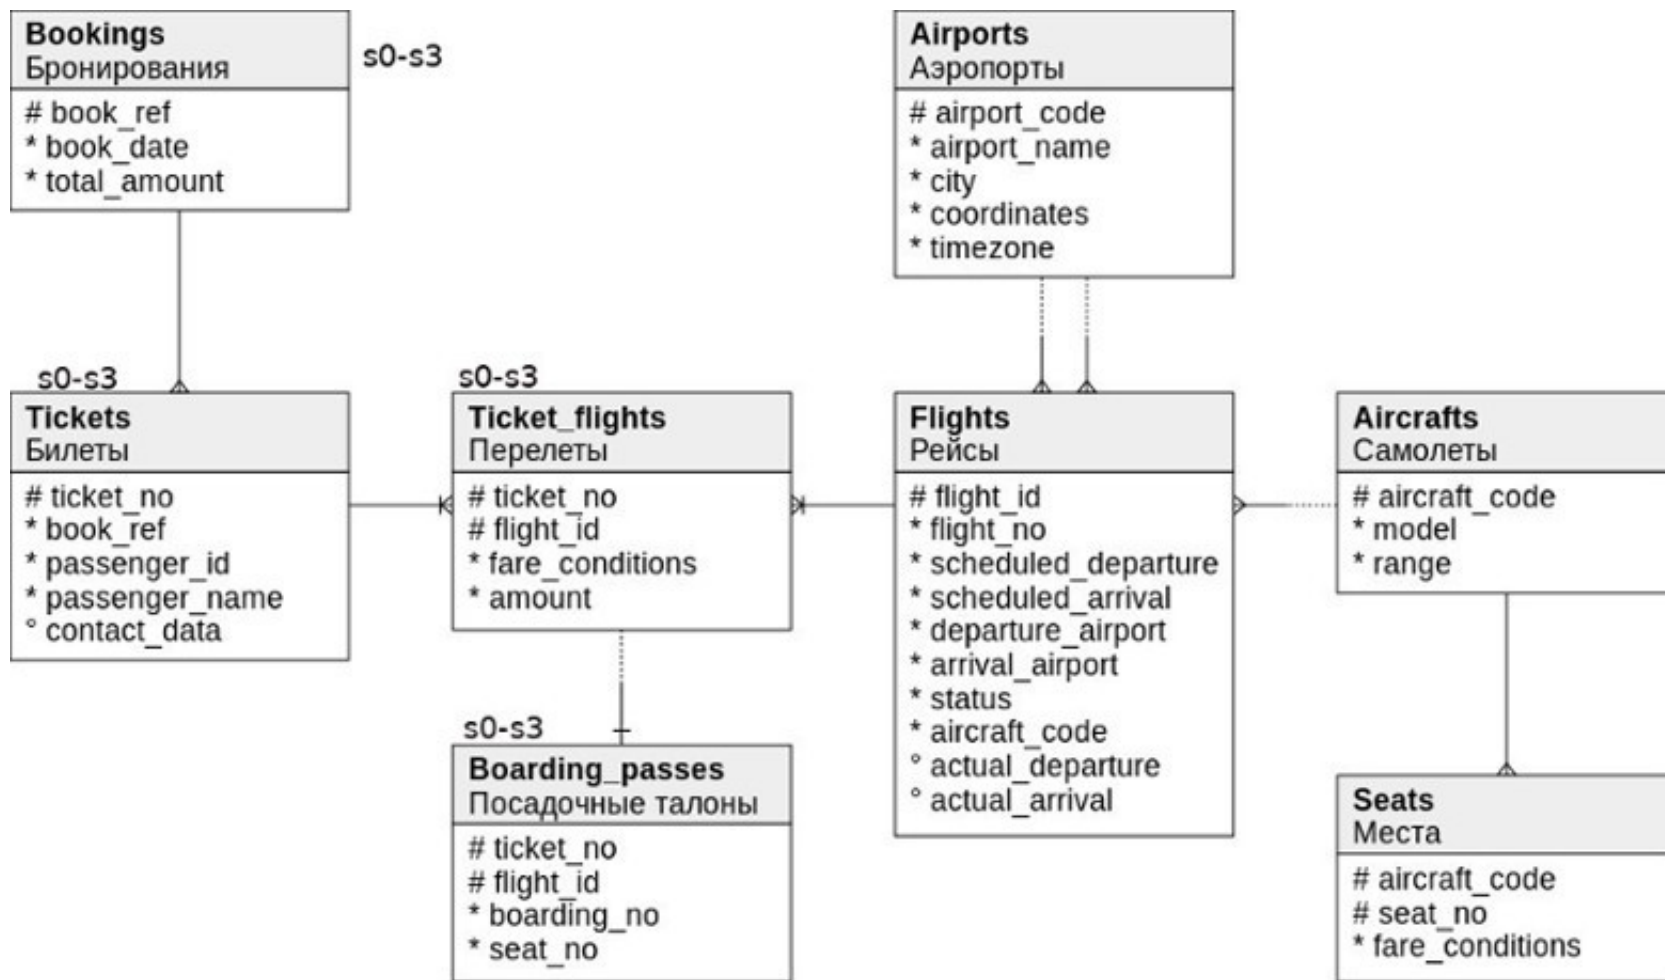 Bookings
Бронирования
# book_ref
* book_date
* total_amount
s0-s3
Airports
Аэропорты
# airport_code
* airport_name
* city
* coordinates
* timezone
s0-s3
Tickets
Билеты
# ticket_no
* book_ref
* passenger_id
* passenger_name
° contact_data
s0-s3
Ticket_flights
Перелеты
# ticket_no
# flight_id
* fare_conditions
* amount
Flights
Рейсы
# flight_id
* flight_no
* scheduled_departure
* scheduled_arrival
* departure_airport
* arrival_airport
* status
* aircraft_code
° actual_departure
° actual_arrival
Aircrafts
Самолеты
# aircraft_code
* model
* range
s0-s3
Boarding_passes
Посадочные талоны
# ticket_no
# flight_id
* boarding_no
* seat_no
Seats
Места
# aircraft_code
# seat_no
* fare_conditions